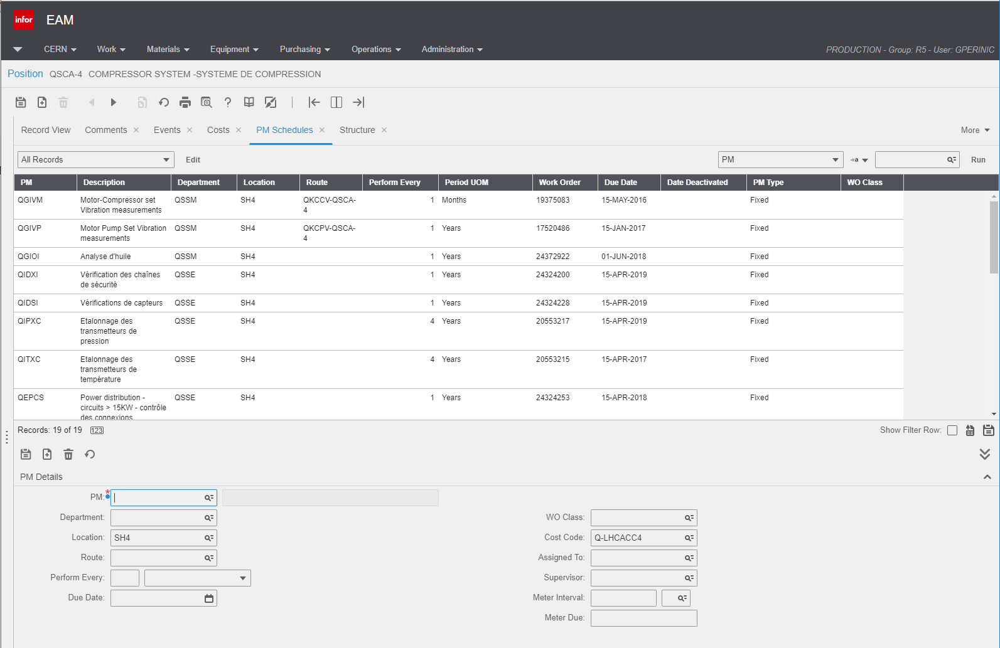 infor EAM
CERN Work Materials Equipment Purchasing Operations Administration PRODUCTION - Group: R5 - User: GPERINIC
Position QSCA-4 COMPRESSOR SYSTEM -SYSTEME DE COMPRESSION
Record View Comments × Events × Costs × PM Schedules × Structure × More
All Records Edit PM Run
PM Description Department Location Route Perform Every Period UOM Work Order Due Date Date Deactivated PM Type WO Class
QGIVM Motor-Compressor set QSSM SH4 QKCCV-QSCA- 1 Months 19375083 15-MAY-2016 Fixed
Vibration measurements 4
QGIVP Motor Pump Set Vibration QSSM SH4 QKCPV-QSCA- 1 Years 17520486 15-JAN-2017 Fixed
measurements 4
QGIOI Analyse d'huile QSSM SH4 1 Years 24372922 01-JUN-2018 Fixed
QIDXI Vérification des chaînes QSSE SH4 1 Years 24324200 15-APR-2019 Fixed
de sécurité
QIDSI Vérifications de capteurs QSSE SH4 1 Years 24324228 15-APR-2019 Fixed
QIPXC Etalonnage des QSSE SH4 4 Years 20553217 15-APR-2019 Fixed
transmetteurs de
pression
QITXC Etalonnage des QSSE SH4 4 Years 20553215 15-APR-2017 Fixed
transmetteurs de
température
QEPCS Power distribution - QSSE SH4 1 Years 24324253 15-APR-2018 Fixed
circuits > 15KW - contrôle
des connexions
Records: 19 of 19 123 Show Filter Row:
PM Details
PM:*
Department: WO Class:
Location: SH4 Cost Code: Q-LHCACC4
Route: Assigned To:
Perform Every: Supervisor:
Due Date: Meter Interval:
Meter Due: